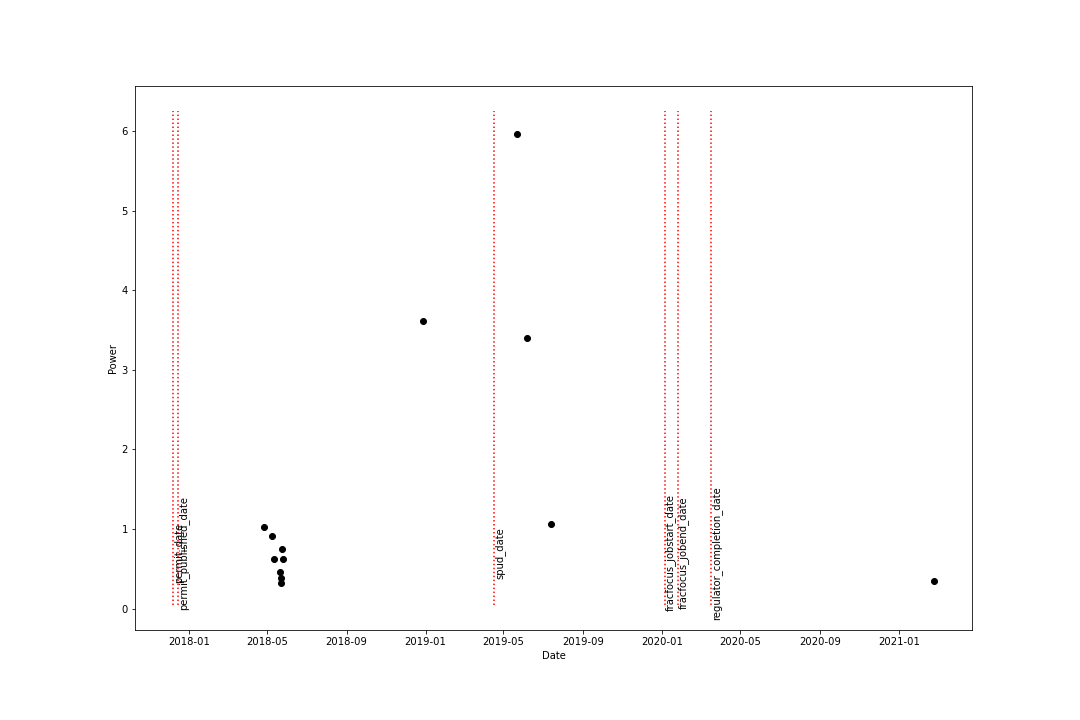 6
5
4
3
2
1
0
Power
permit_date
permit_published_date
spud_date
fracfocus_jobstart_date
fracfocus_jobend_date
regulator_completion_date
2018-01
2018-05
2018-09
2019-01
2019-05
2019-09
2020-01
2020-05
2020-09
2021-01
Date